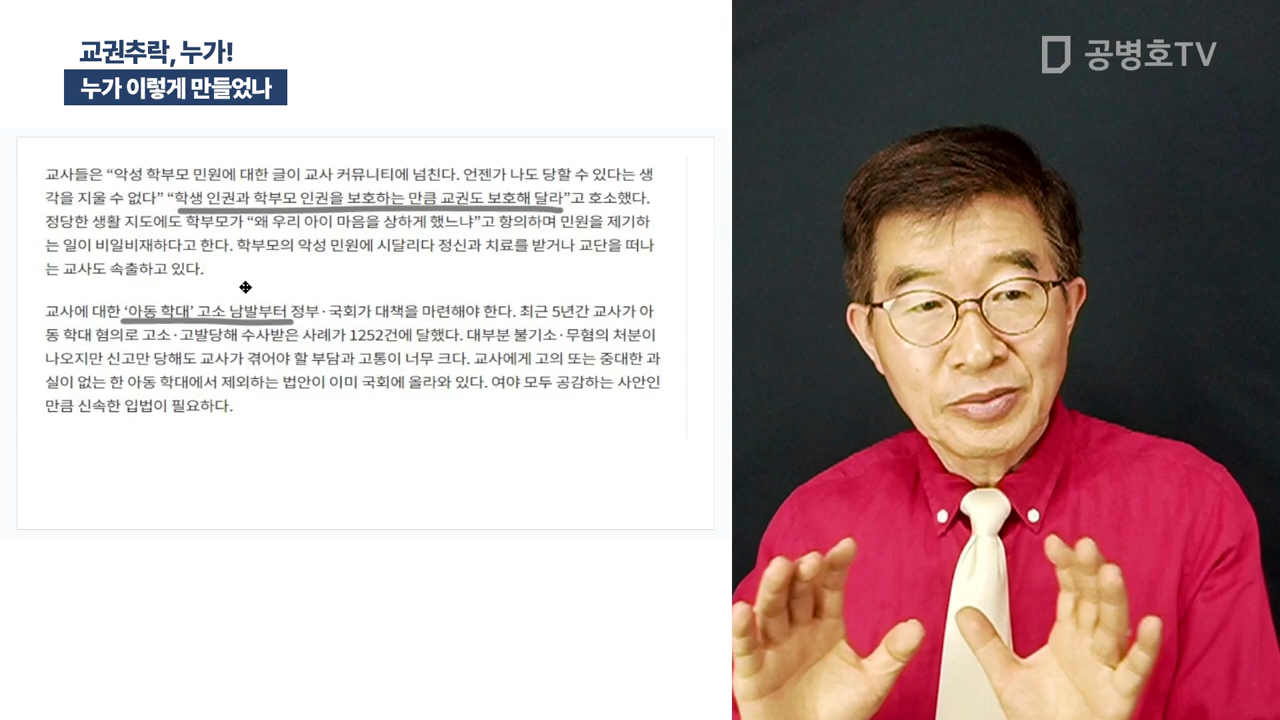 교권추락, 누가!
누가 이렇게 만들었나
공병호TV
교사들은 “악성 학부모 민원에 대한 글이 교사 커뮤니티에 넘친다. 언젠가 나도 당할 수 있다는 생
각을 지울 수 없다” “학생 인권과 학부모 인권을 보호하는 만큼 교권도 보호해 달라”고 호소했다.
정당한 생활 지도에도 학부모가 “왜 우리 아이 마음을 상하게 했느냐”고 항의하며 민원을 제기하
는 일이 비일비재하다고 한다. 학부모의 악성 민원에 시달리다 정신과 치료를 받거나 교단을 떠나
는 교사도 속출하고 있다.
교사에 대한 ‘아동 학대’ 고소 남발부터 정부·국회가 대책을 마련해야 한다. 최근 5년간 교사가 아
동 학대 혐의로 고소·고발당해 수사받은 사례가 1252건에 달했다. 대부분 불기소·무혐의 처분이
나오지만 신고만 당해도 교사가 겪어야 할 부담과 고통이 너무 크다. 교사에게 고의 또는 중대한 과
실이 없는 한 아동 학대에서 제외하는 법안이 이미 국회에 올라와 있다. 여야 모두 공감하는 사안인
만큼 신속한 입법이 필요하다.